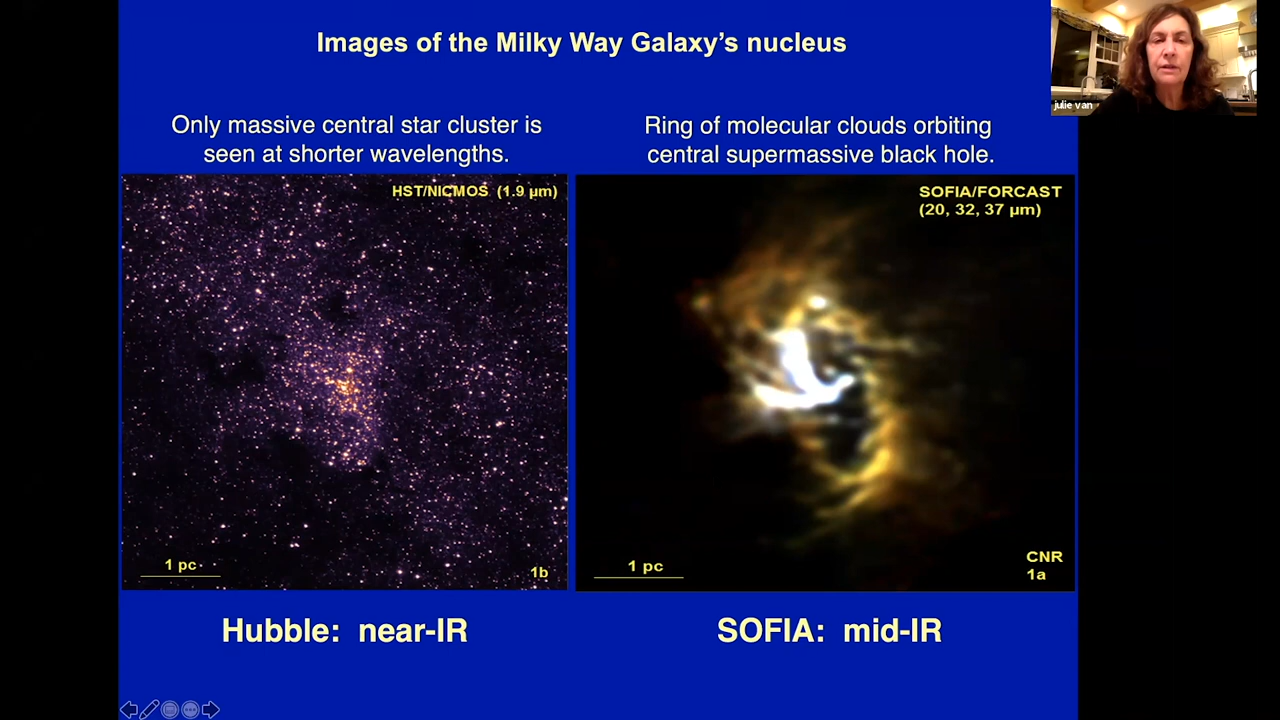 Images of the Milky Way Galaxy’s nucleus
julie van
Only massive central star cluster is
seen at shorter wavelengths.
Ring of molecular clouds orbiting
central supermassive black hole.
HST/NICMOS (1.9 µm)
1 pc
1b
SOFIA/FORCAST
(20, 32, 37 µm)
1 pc
CNR
1a
Hubble: near-IR
SOFIA: mid-IR